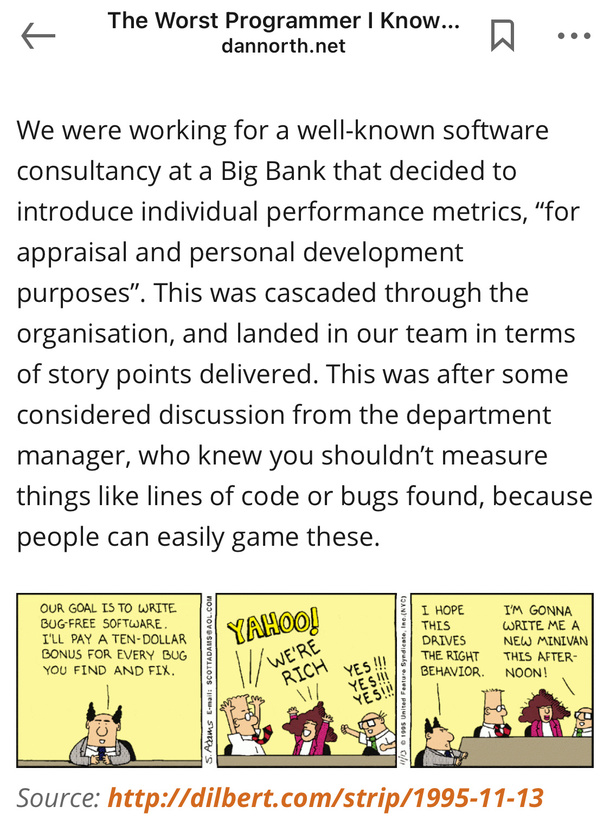 The Worst Programmer I Know...
dannorth.net
We were working for a well-known software
consultancy at a Big Bank that decided to
introduce individual performance metrics, “for
appraisal and personal development
purposes”. This was cascaded through the
organisation, and landed in our team in terms
of story points delivered. This was after some
considered discussion from the department
manager, who knew you shouldn’t measure
things like lines of code or bugs found, because
people can easily game these.
OUR GOAL IS TO WRITE
BUG-FREE SOFTWARE.
I'LL PAY A TEN-DOLLAR
BONUS FOR EVERY BUG
YOU FIND AND FIX.
S.Adams E-mail: SCOTTADAMS@AOL.COM
YAHOO!
WE'RE
RICH
YES!!!
YES!!!
YES!!!
11/13 © 1995 United Feature Syndicate, Inc.(NYC)
I HOPE
THIS
DRIVES
THE RIGHT
BEHAVIOR.
I'M GONNA
WRITE ME A
NEW MINIVAN
THIS AFTER-
NOON!
Source: http://dilbert.com/strip/1995-11-13